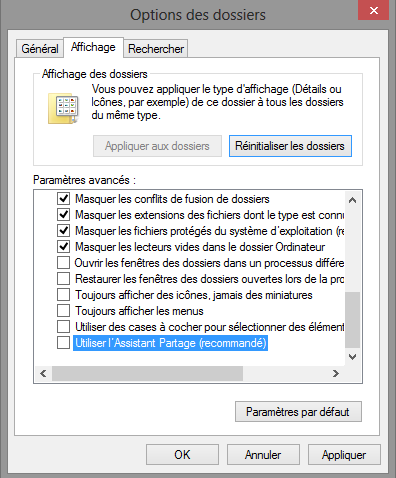 Options des dossiers
Général
Affichage
Rechercher
Affichage des dossiers
Vous pouvez appliquer le type d'affichage (Détails ou
Icônes, par exemple) de ce dossier à tous les dossiers
du même type.
Appliquer aux dossiers
Réinitialiser les dossiers
Paramètres avancés :
Masquer les conflits de fusion de dossiers
Masquer les extensions des fichiers dont le type est connu
Masquer les fichiers protégés du système d'exploitation (re
Masquer les lecteurs vides dans le dossier Ordinateur
Ouvrir les fenêtres des dossiers dans un processus différe
Restaurer les fenêtres des dossiers ouvertes lors de la pro
Toujours afficher des icônes, jamais des miniatures
Toujours afficher les menus
Utiliser des cases à cocher pour sélectionner des élément
Utiliser l'Assistant Partage (recommandé)
Paramètres par défaut
OK
Annuler
Appliquer